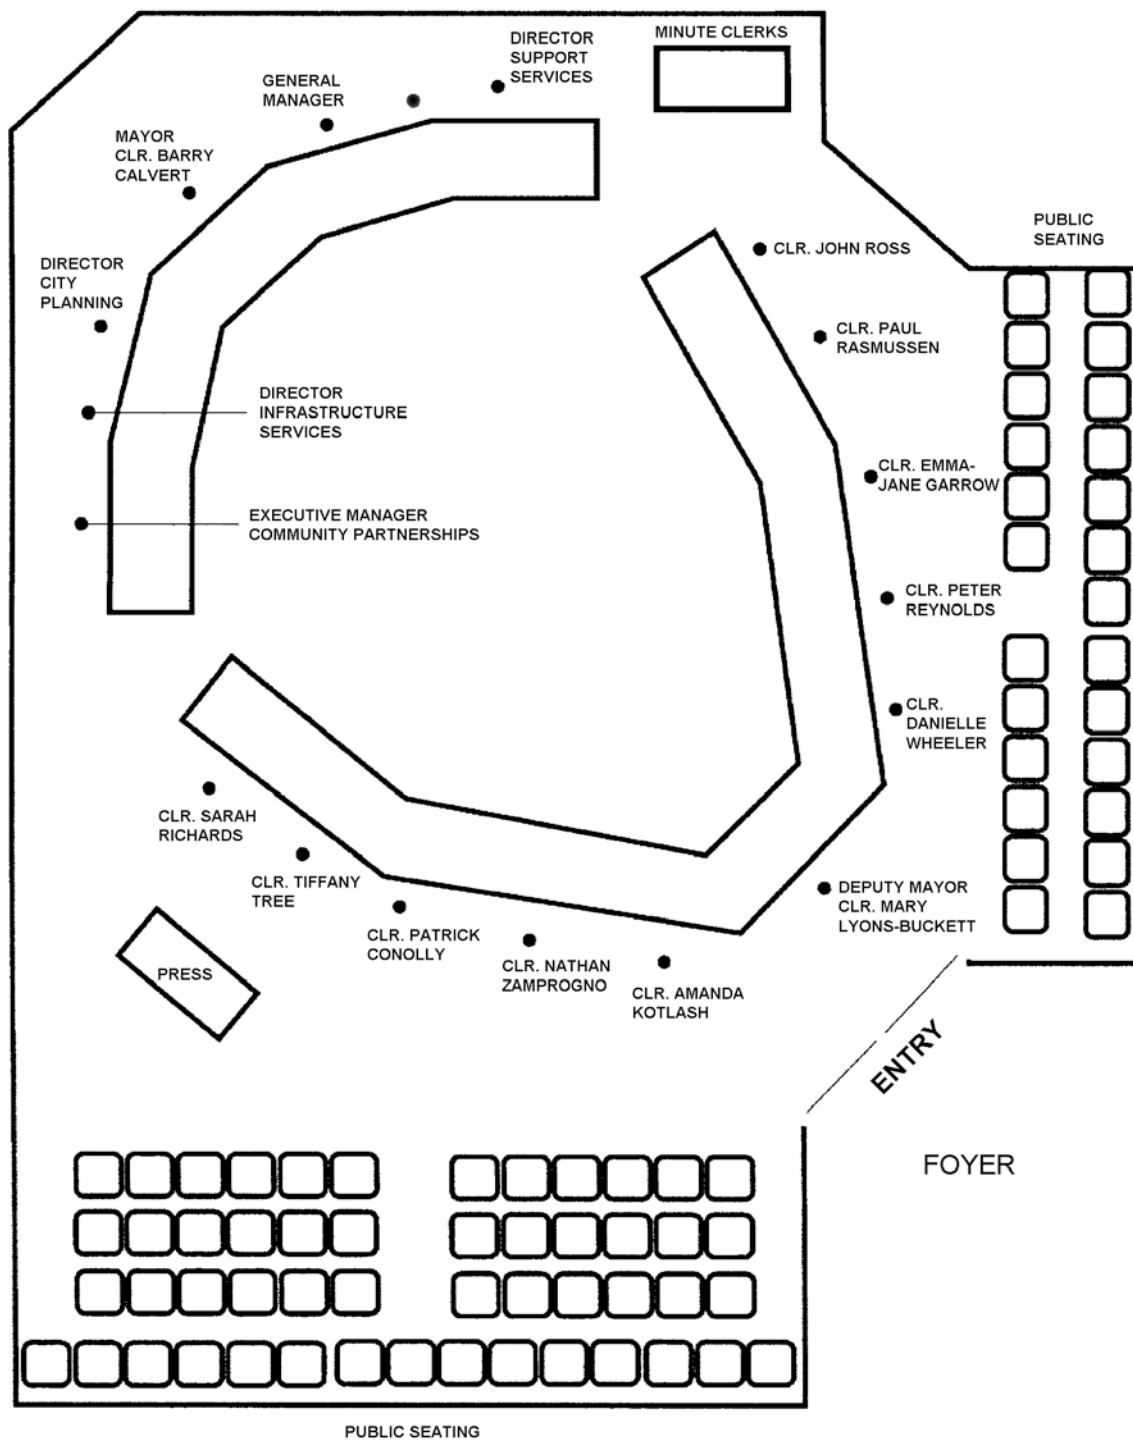 DIRECTOR
SUPPORT
SERVICES
MINUTE CLERKS
GENERAL
MANAGER
MAYOR
CLR. BARRY
CALVERT
DIRECTOR
CITY
PLANNING
DIRECTOR
INFRASTRUCTURE
SERVICES
EXECUTIVE MANAGER
COMMUNITY PARTNERSHIPS
PUBLIC
SEATING
CLR. JOHN ROSS
CLR. PAUL
RASMUSSEN
CLR. EMMA-
JANE GARROW
CLR. PETER
REYNOLDS
CLR.
DANIELLE
WHEELER
DEPUTY MAYOR
CLR. MARY
LYONS-BUCKETT
CLR. SARAH
RICHARDS
CLR. TIFFANY
TREE
CLR. PATRICK
CONOLLY
CLR. NATHAN
ZAMPROGNO
CLR. AMANDA
KOTLASH
PRESS
ENTRY
FOYER
PUBLIC SEATING